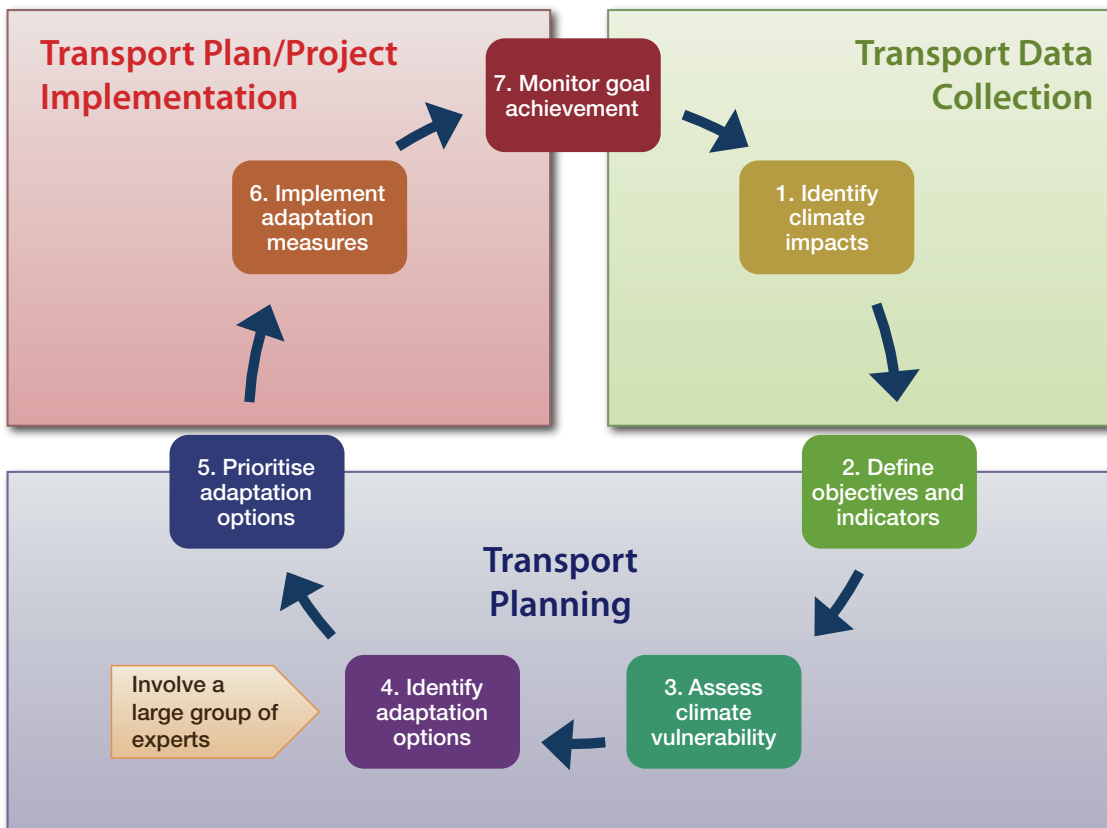 Transport Plan/Project
Implementation
Transport Data
Collection
7. Monitor goal
achievement
1. Identify
climate
impacts
2. Define
objectives and
indicators
3. Assess
climate
vulnerability
4. Identify
adaptation
options
5. Prioritise
adaptation
options
6. Implement
adaptation
measures
Transport
Planning
Involve a
large group of
experts